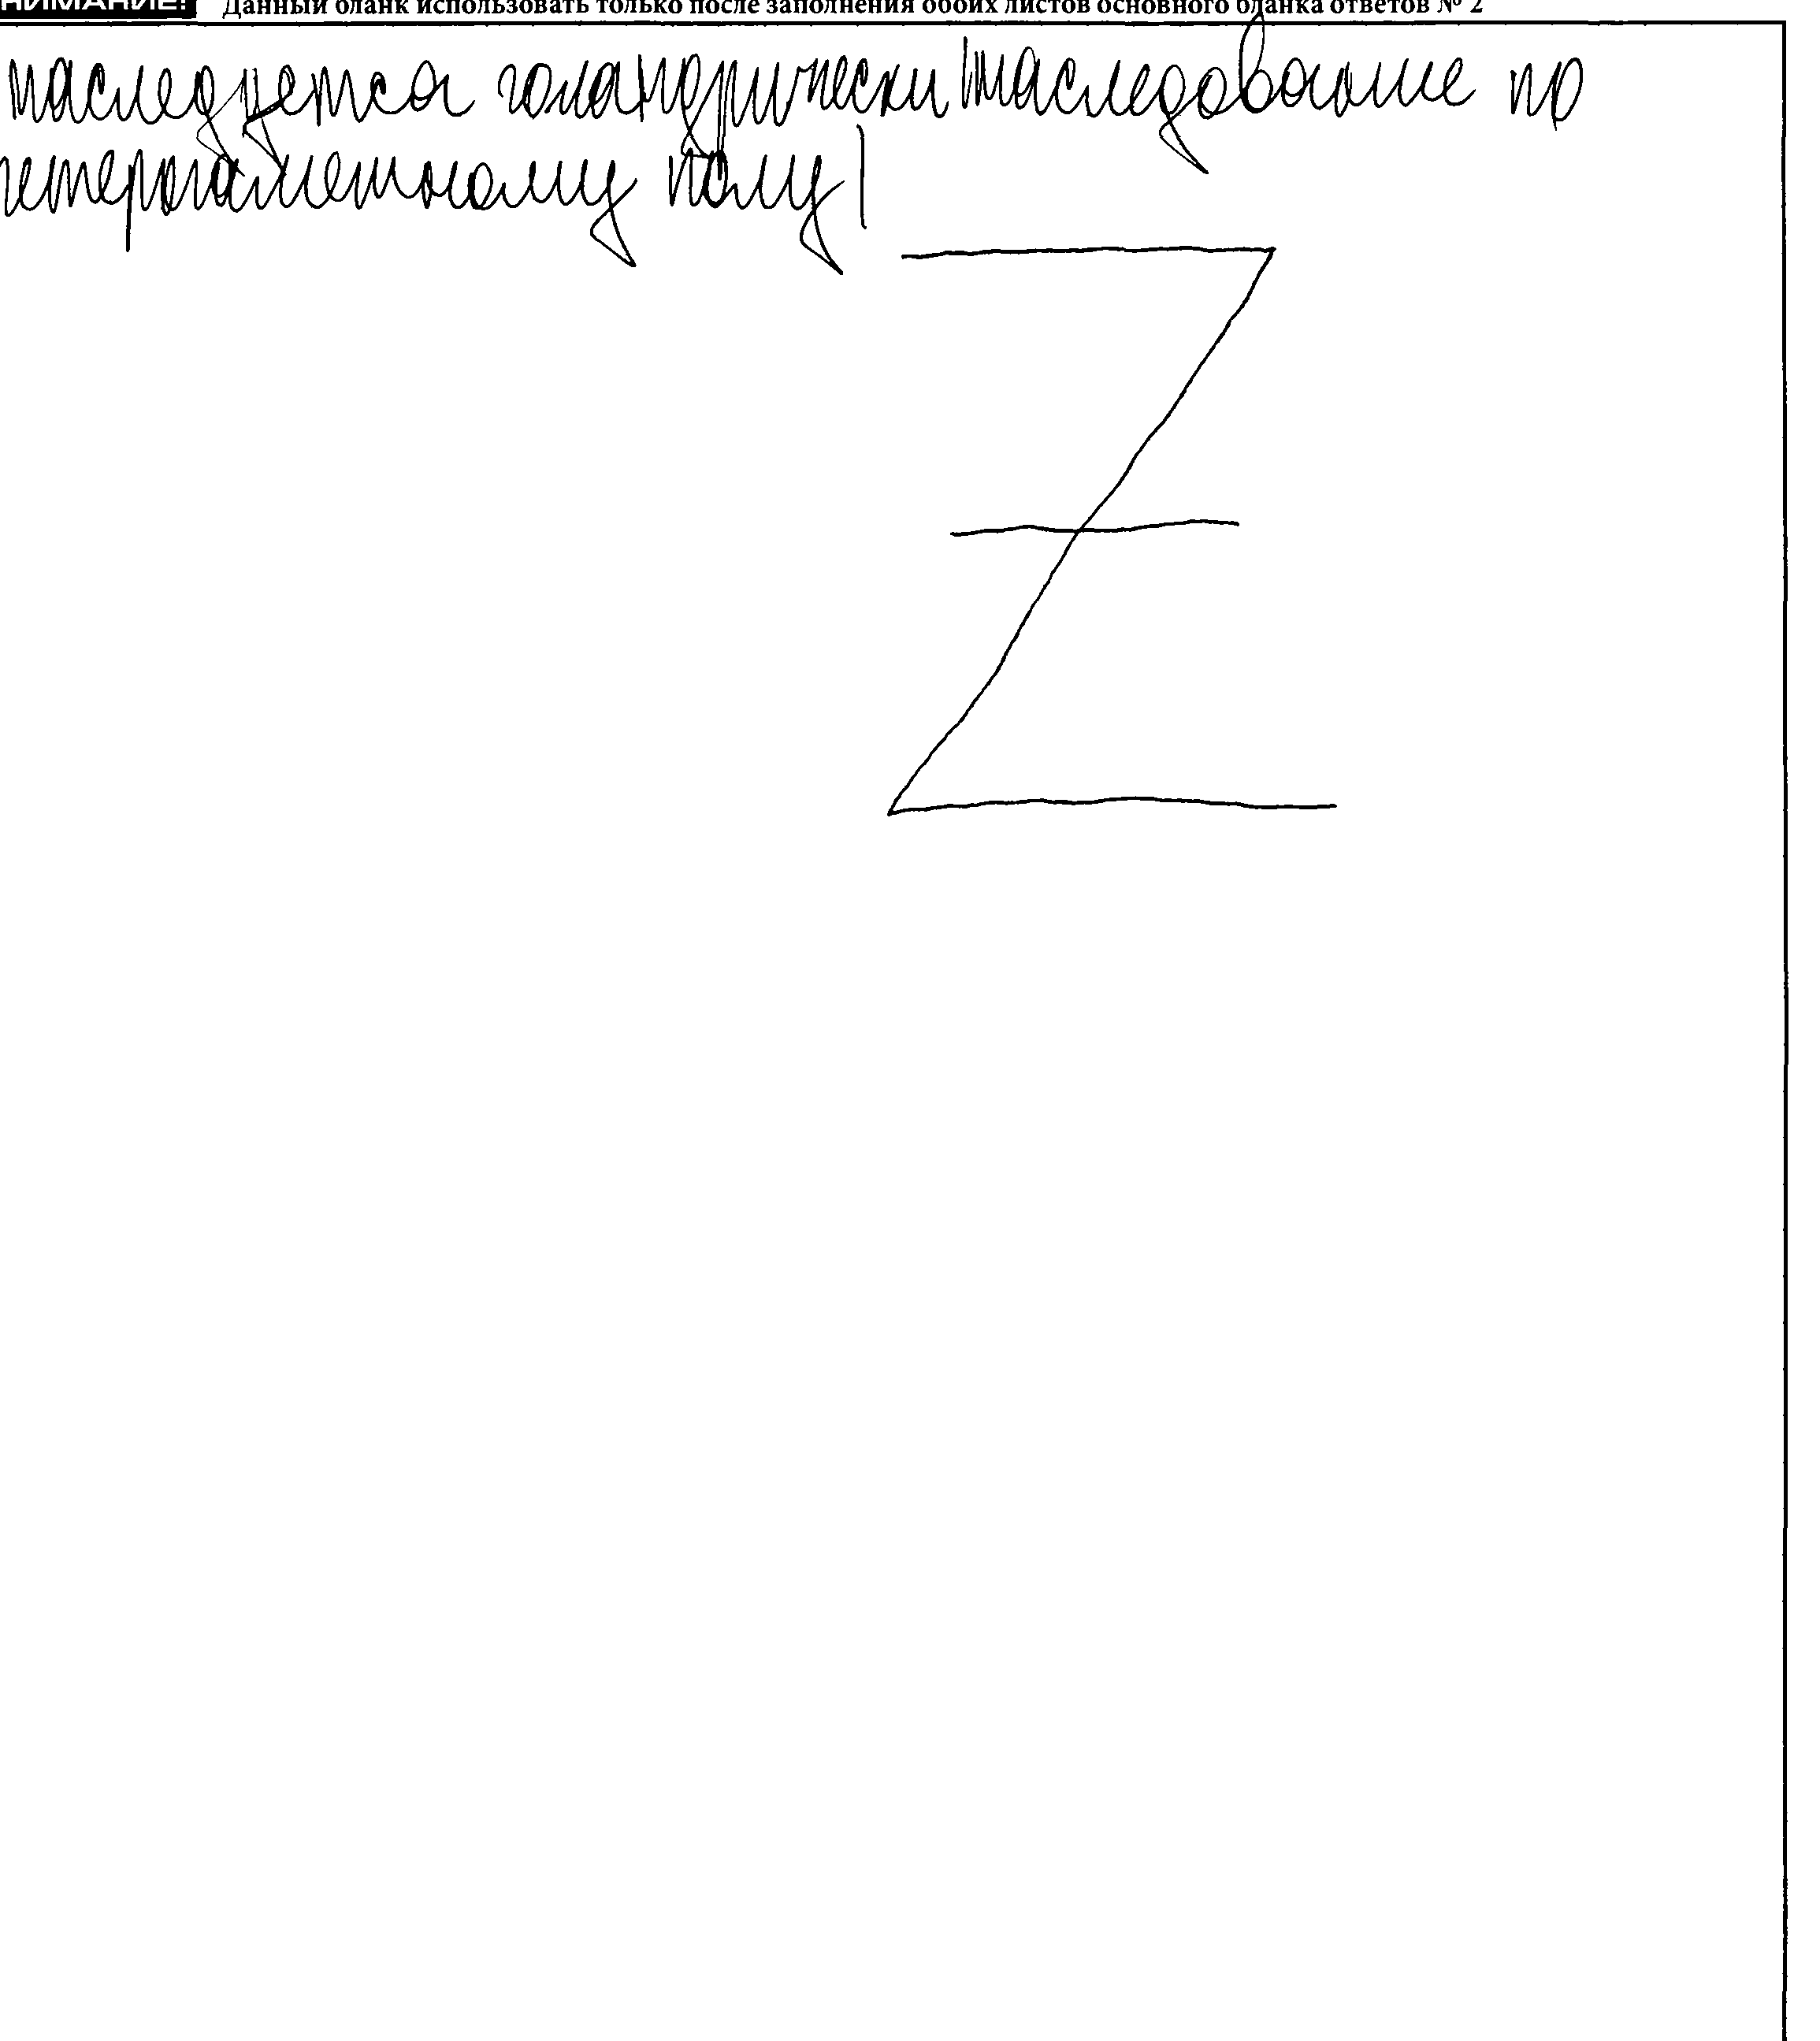 ВНИМАНИЕ! Данный бланк использовать только после заполнения обоих листов основного бланка ответов № 2
наследуется голандрически |наследование по
гетерогаметному полу|
Z